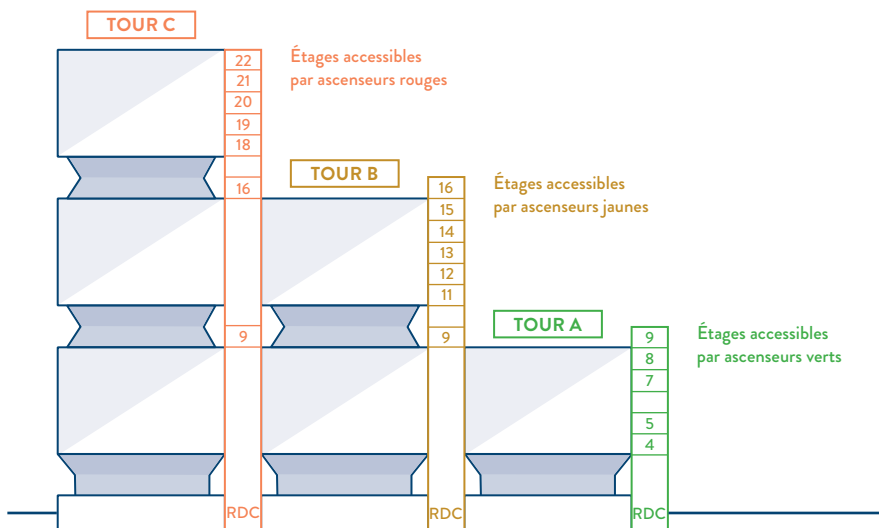 TOUR C
Étages accessibles
par ascenseurs rouges
22
21
20
19
18
16
9
RDC
TOUR B
Étages accessibles
par ascenseurs jaunes
16
15
14
13
12
11
9
RDC
TOUR A
Étages accessibles
par ascenseurs verts
9
8
7
5
4
RDC